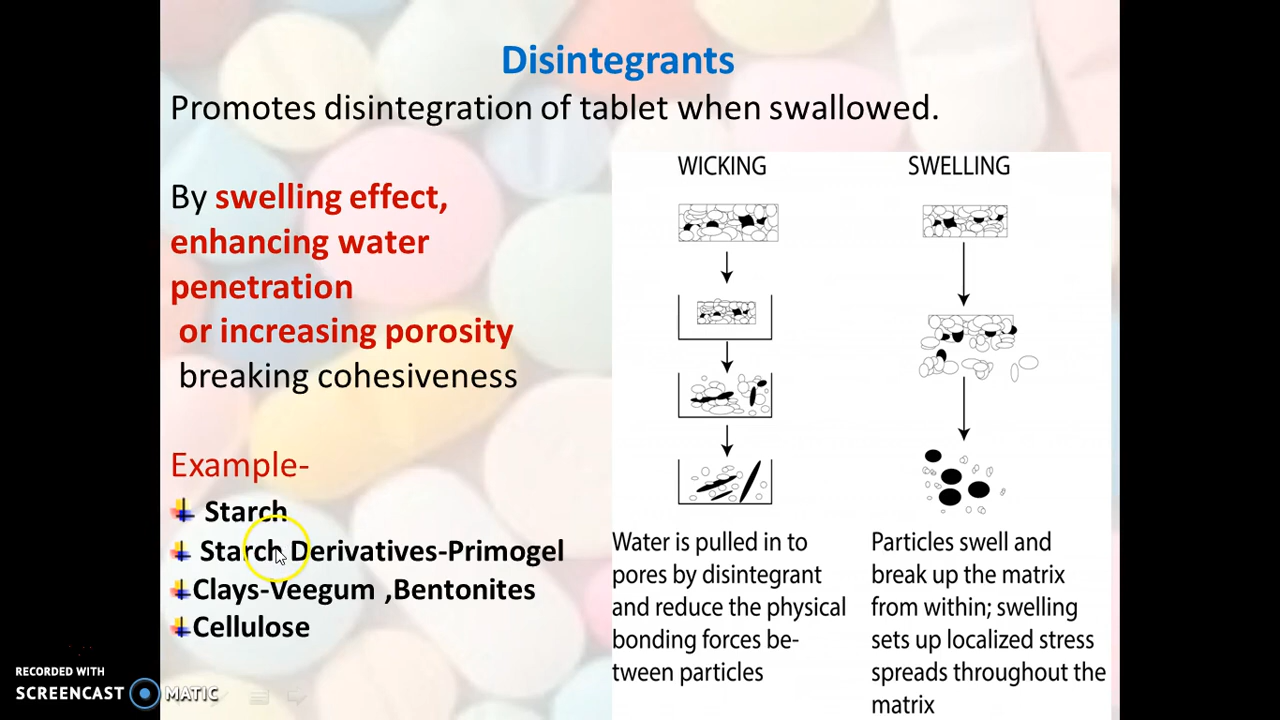 Disintegrants
Promotes disintegration of tablet when swallowed.
By swelling effect,
enhancing water
penetration
or increasing porosity
breaking cohesiveness
Example-
Starch
Starch Derivatives-Primogel
Clays-Veegum ,Bentonites
Cellulose
WICKING
Water is pulled in to
pores by disintegrant
and reduce the physical
bonding forces be-
tween particles
SWELLING
Particles swell and
break up the matrix
from within; swelling
sets up localized stress
spreads throughout the
matrix
RECORDED WITH
SCREENCAST MATIC